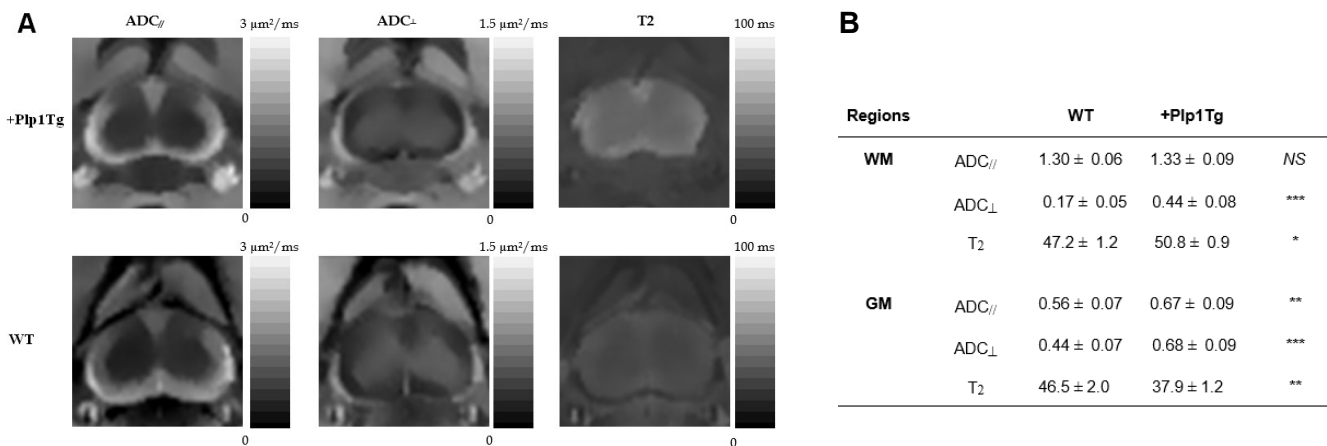 A
ADC// 3 µm²/ms ADC⊥ 1.5 µm²/ms T2 100 ms
+Plp1Tg
0 0 0
3 µm²/ms 1.5 µm²/ms 100 ms
WT
0 0 0
B
Regions WT +Plp1Tg
WM ADC// 1.30 ± 0.06 1.33 ± 0.09 NS
ADC⊥ 0.17 ± 0.05 0.44 ± 0.08 ***
T2 47.2 ± 1.2 50.8 ± 0.9 *
GM ADC// 0.56 ± 0.07 0.67 ± 0.09 **
ADC⊥ 0.44 ± 0.07 0.68 ± 0.09 ***
T2 46.5 ± 2.0 37.9 ± 1.2 **